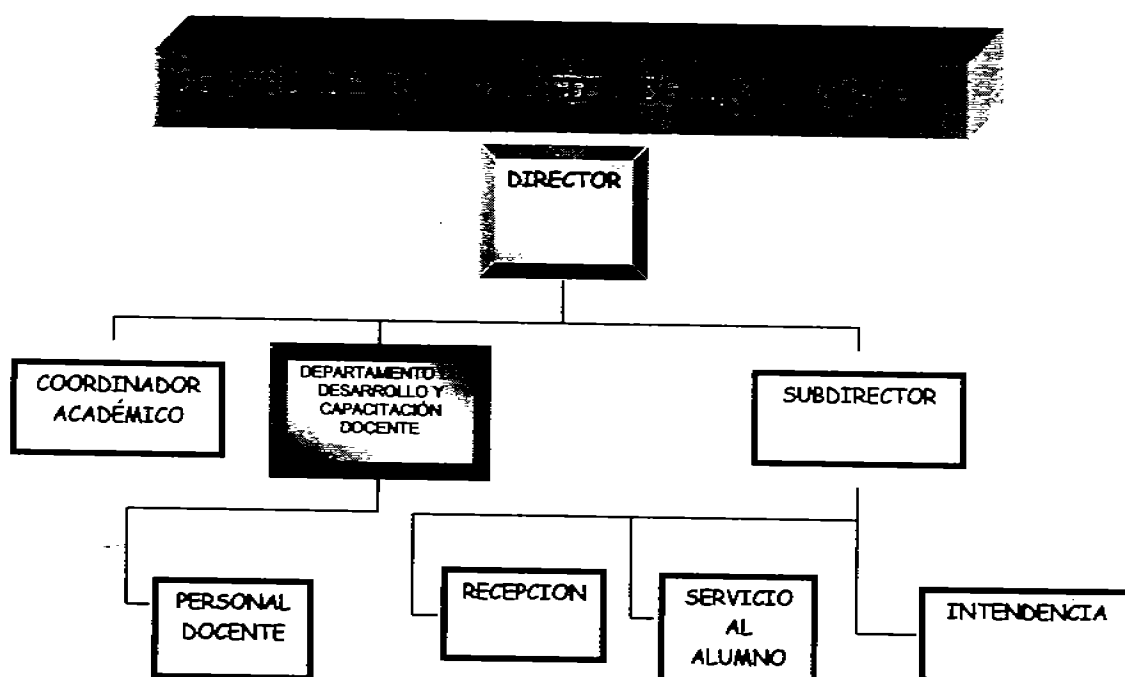 DIRECTOR
COORDINADOR
ACADÉMICO
DEPARTAMENTO
DESARROLLO Y
CAPACITACIÓN
DOCENTE
SUBDIRECTOR
PERSONAL
DOCENTE
RECEPCION
SERVICIO
AL
ALUMNO
INTENDENCIA